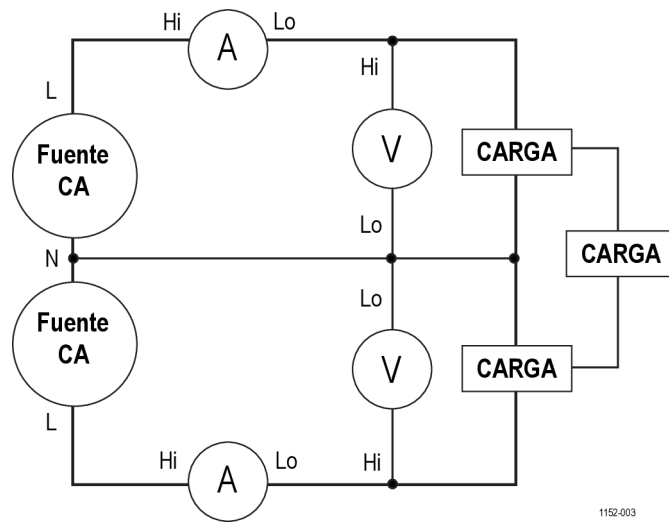 Hi
A
Lo
L
Hi
Fuente
CA
V
CARGA
Lo
CARGA
N
Lo
Fuente
CA
V
CARGA
L
Hi
A
Lo
Hi
1152-003